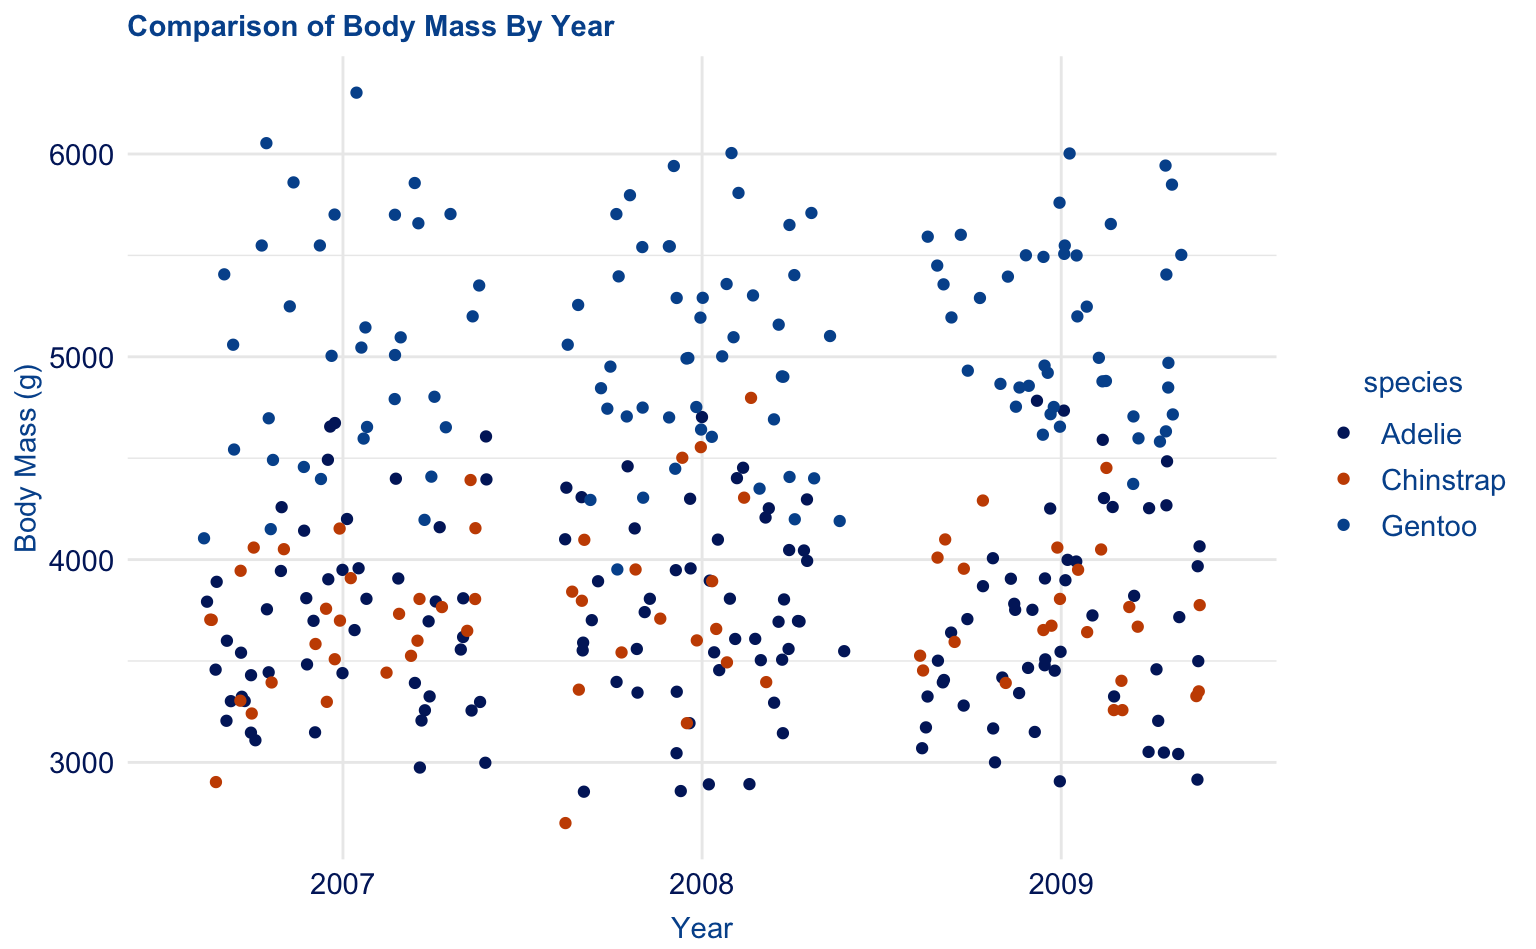 Comparison of Body Mass By Year
6000
5000
4000
3000
Body Mass (g)
2007
2008
2009
Year
species
Adelie
Chinstrap
Gentoo